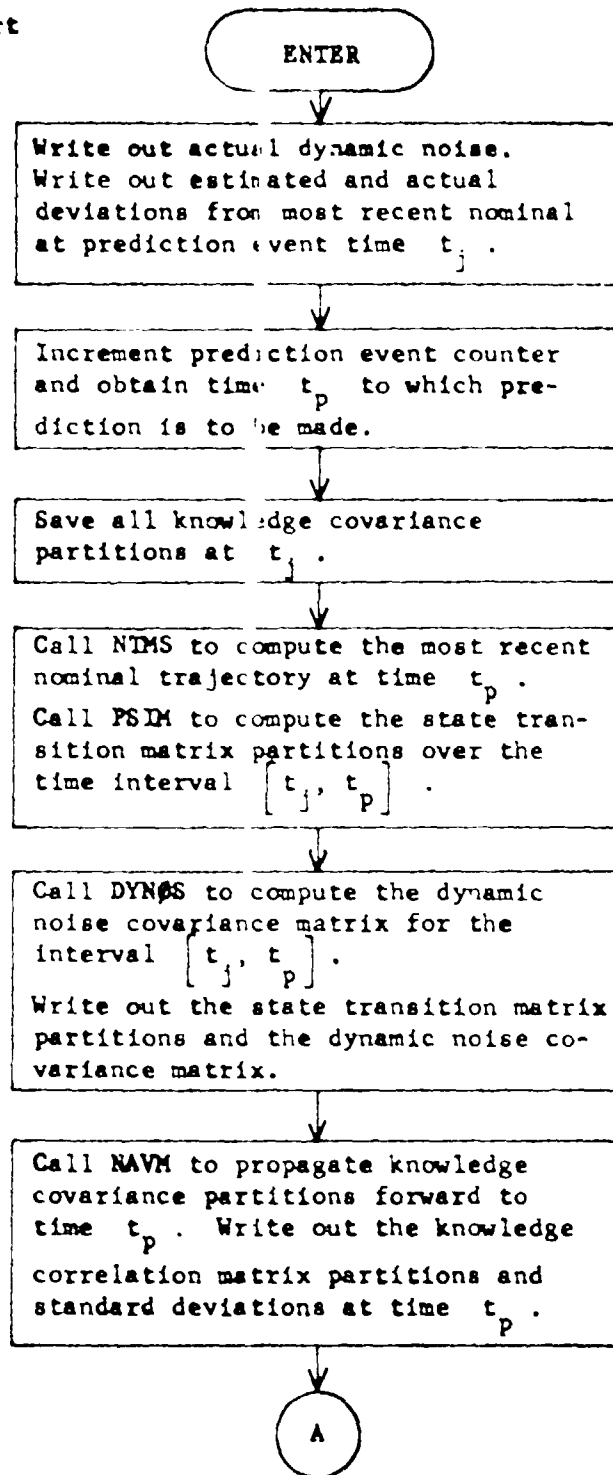 rt
ENTER
Write out actual dynamic noise.
Write out estimated and actual
deviations from most recent nominal
at prediction event time t_j .
Increment prediction event counter
and obtain time t_p to which pre-
diction is to be made.
Save all knowledge covariance
partitions at t_j .
Call NTMS to compute the most recent
nominal trajectory at time t_p .
Call PSIM to compute the state tran-
sition matrix partitions over the
time interval [t_j, t_p] .
Call DYNØS to compute the dynamic
noise covariance matrix for the
interval [t_j, t_p] .
Write out the state transition matrix
partitions and the dynamic noise co-
variance matrix.
Call NAVM to propagate knowledge
covariance partitions forward to
time t_p . Write out the knowledge
correlation matrix partitions and
standard deviations at time t_p .
A